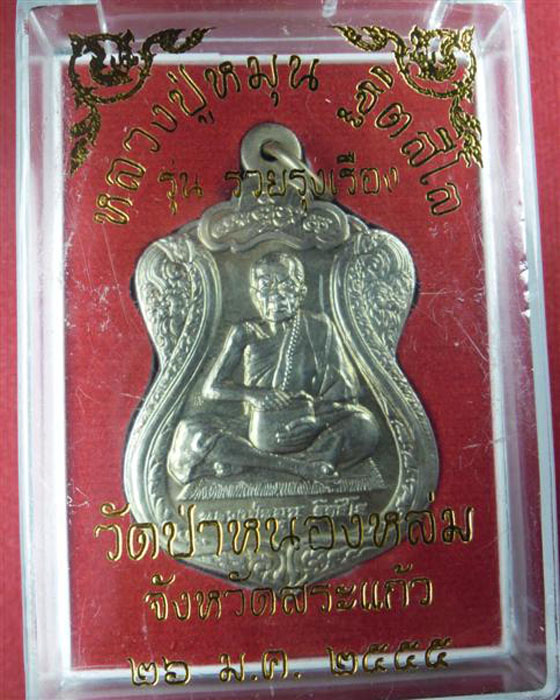 หลวงปู่หมุน ฐิตสีโล
รุ่น รวยรุ่งเรือง
วัดป่าหนองหล่ม
จังหวัดสระแก้ว
๒๖ ม.ค. ๒๕๕๕